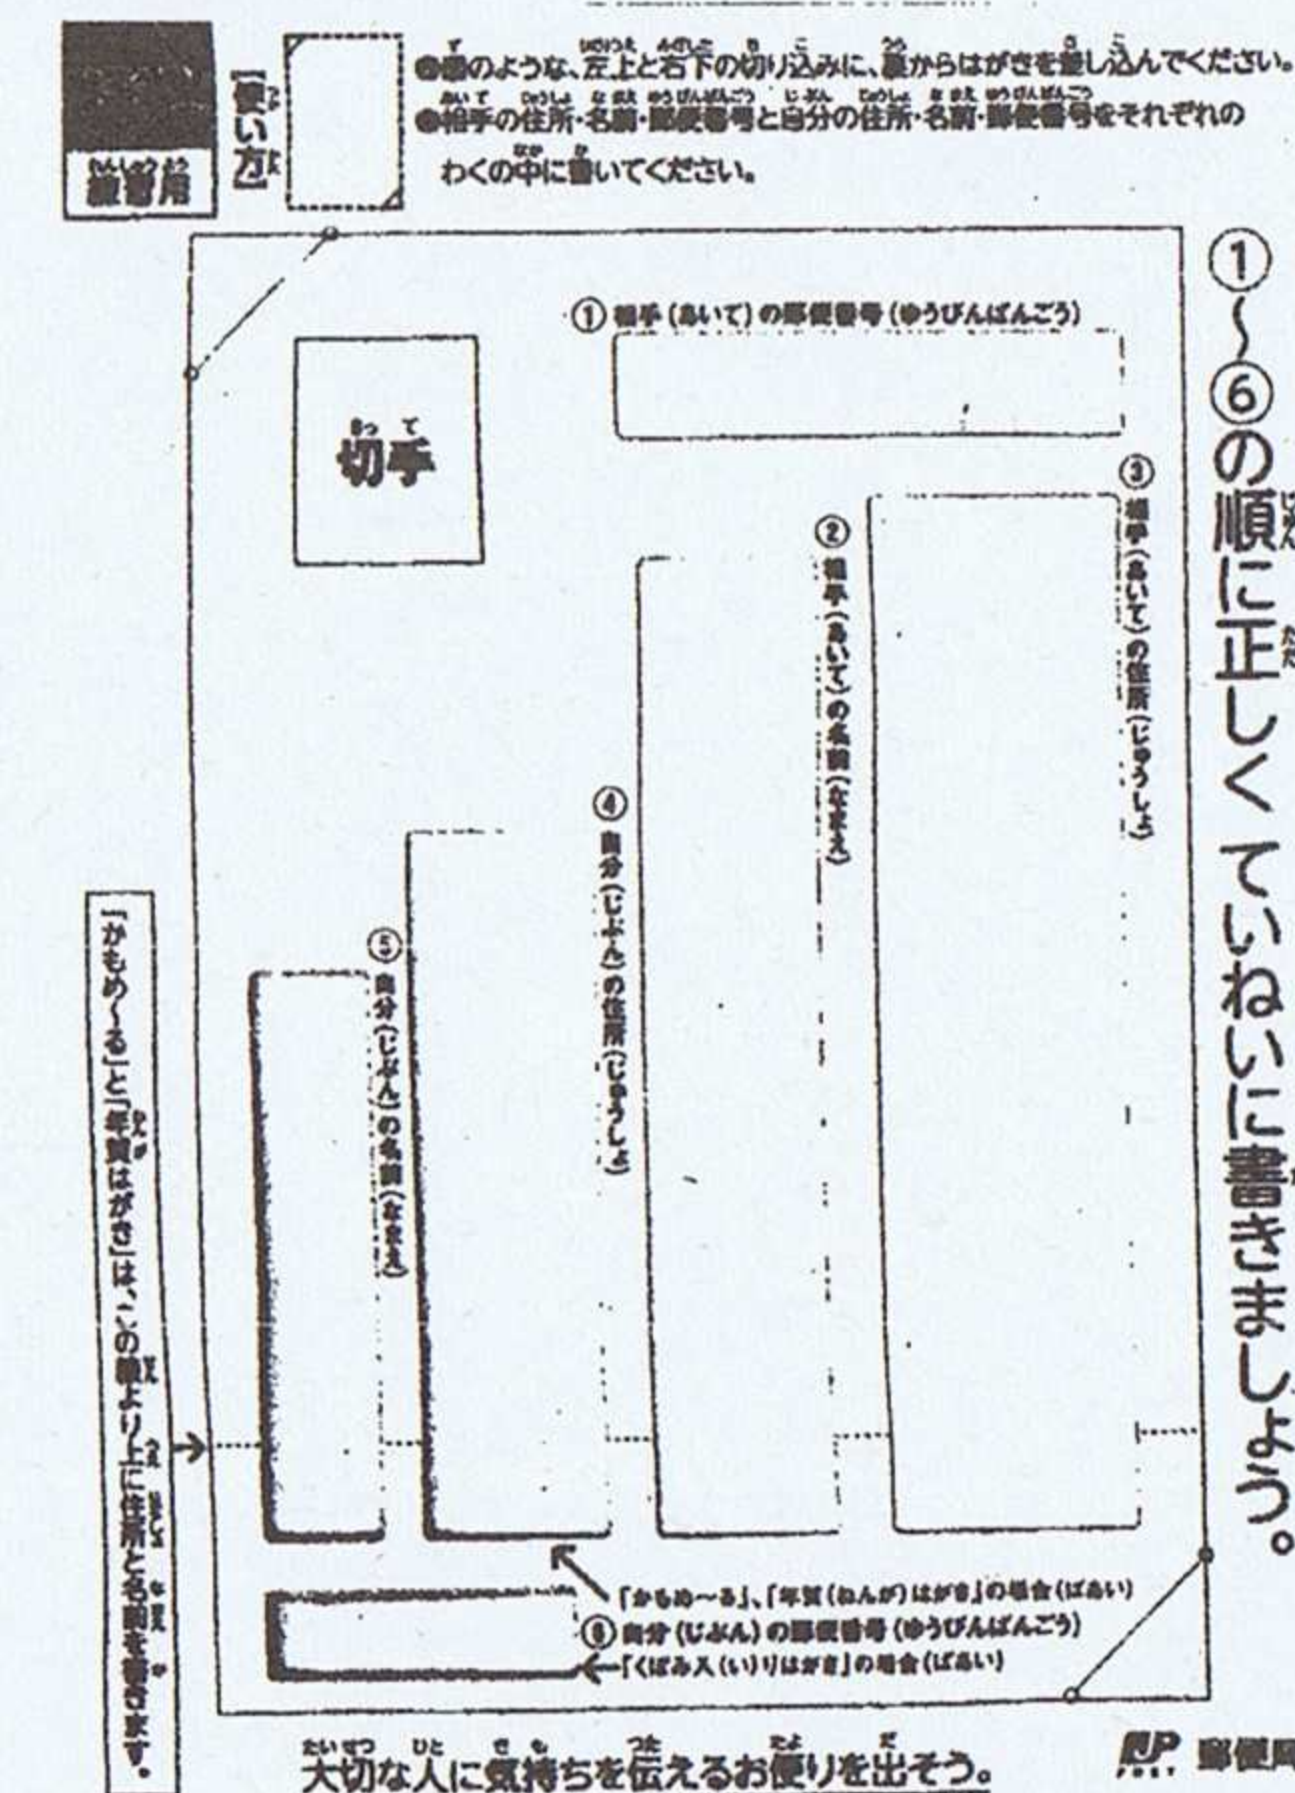 練習用
【使い方】
●図のような、左上と右下の切り込みに、裏からはがきを差し込んでください。
●相手の住所・名前・郵便番号と自分の住所・名前・郵便番号をそれぞれの
わくの中に書いてください。
①〜⑥の順に正しくていねいに書きましょう。
①相手(あいて)の郵便番号(ゆうびんばんごう)
切手
③相手(あいて)の住所(じゅうしょ)
②相手(あいて)の名前(なまえ)
④自分(じぶん)の住所(じゅうしょ)
⑤自分(じぶん)の名前(なまえ)
「かもめ〜る」と「年賀はがき」は、この線より上に住所と名前を書きます。
「かもめ〜る」、「年賀(ねんが)はがき」の場合(ばあい)
⑥自分(じぶん)の郵便番号(ゆうびんばんごう)
「くぼみ入(い)りはがき」の場合(ばあい)
大切な人に気持ちを伝えるお便りを出そう。
JP POST 郵便局